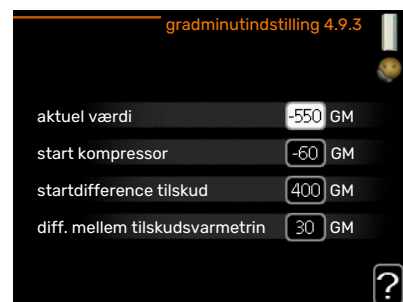 gradminutindstilling 4.9.3
aktuel værdi -550 GM
start kompressor -60 GM
startdifference tilskud 400 GM
diff. mellem tilskudsvarmetrin 30 GM
?